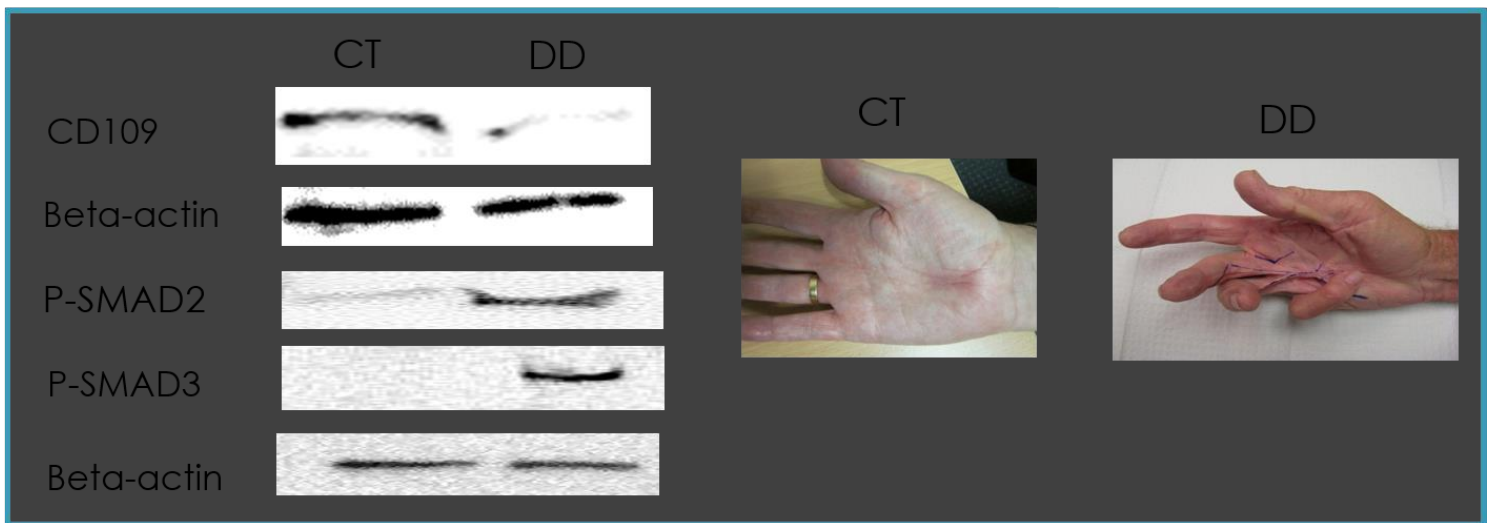 CT DD
CD109
Beta-actin
P-SMAD2
P-SMAD3
Beta-actin
CT DD